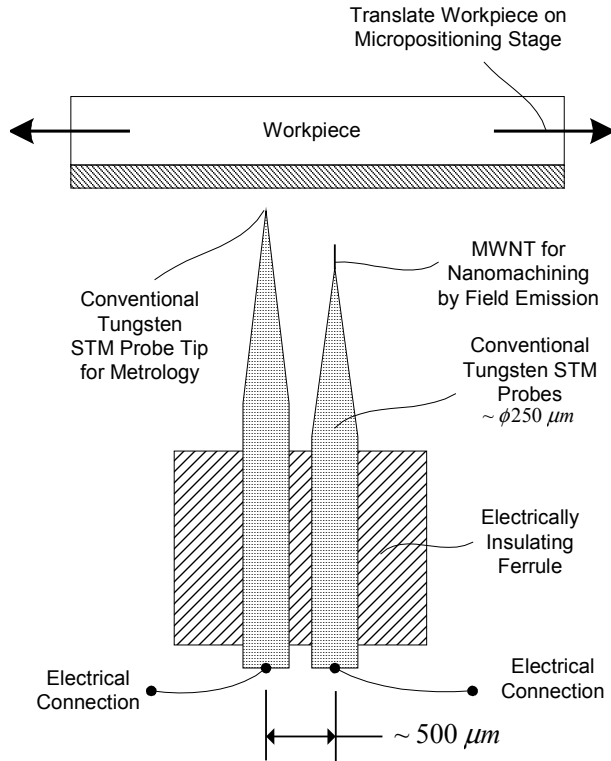 Translate Workpiece on
Micropositioning Stage
Workpiece
Conventional
Tungsten
STM Probe Tip
for Metrology
MWNT for
Nanomachining
by Field Emission
Conventional
Tungsten STM
Probes
~ ϕ250 μm
Electrically
Insulating
Ferrule
Electrical
Connection
Electrical
Connection
~ 500 μm